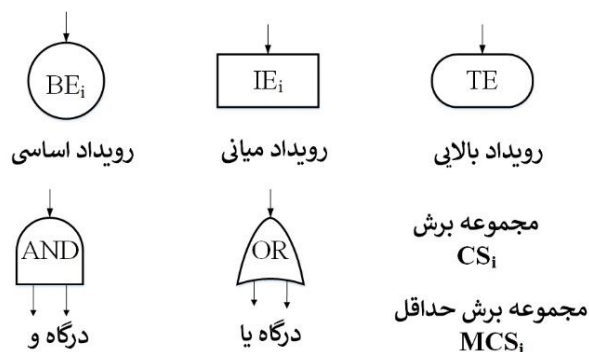 BEi
IEi
TE
رویداد اساسی
رویداد میانی
رویداد بالایی
AND
OR
مجموعه برش
CSi
درگاه و
درگاه یا
مجموعه برش حداقل
MCSi